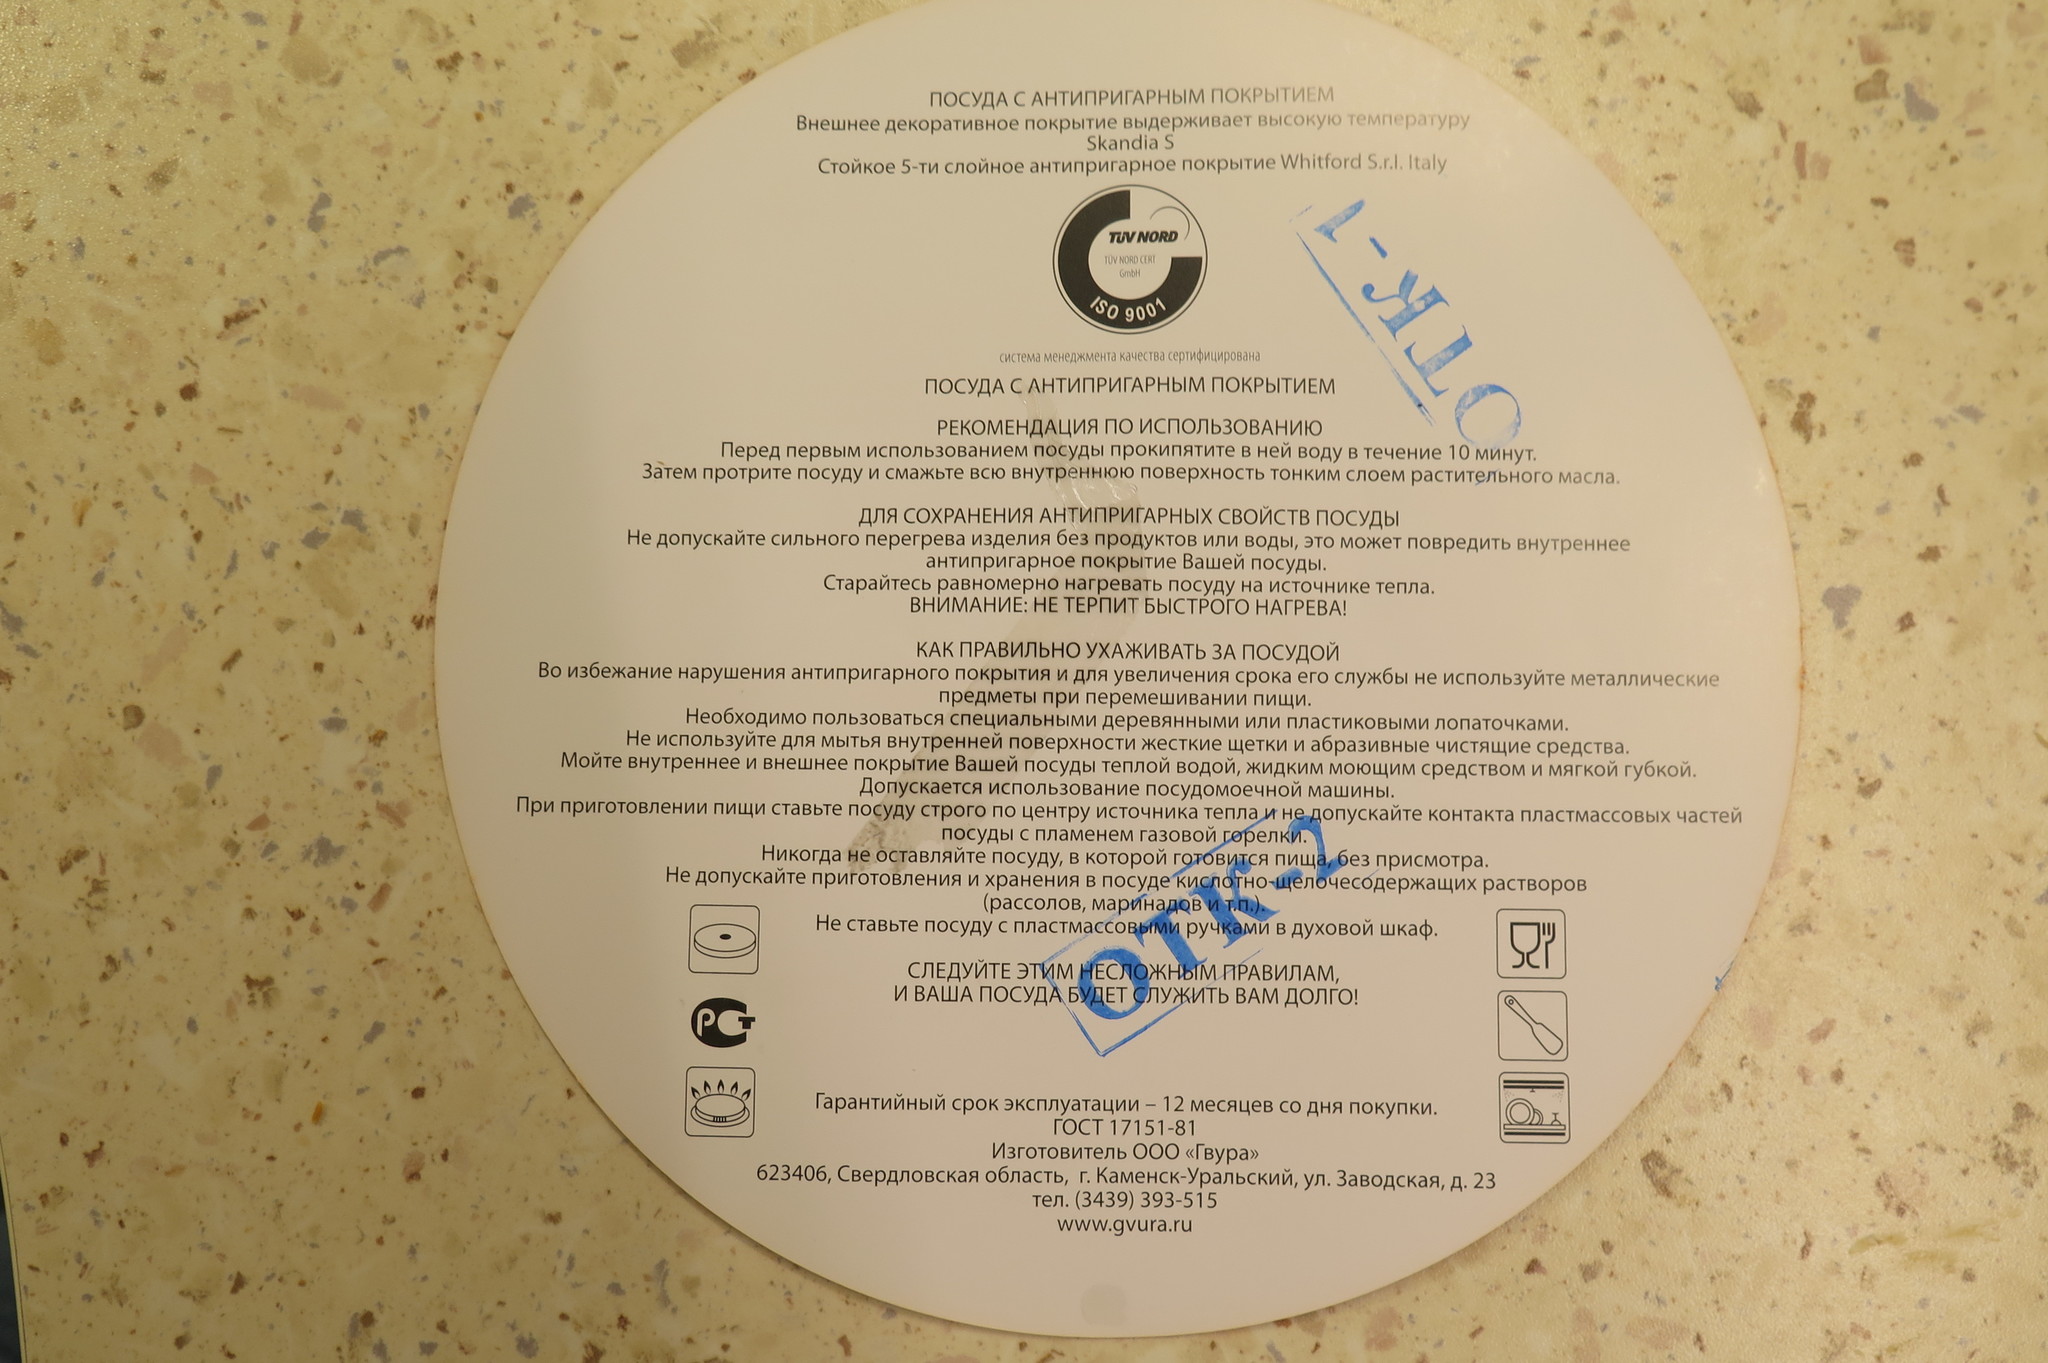 ПОСУДА С АНТИПРИГАРНЫМ ПОКРЫТИЕМ
Внешнее декоративное покрытие выдерживает высокую температуру
Skandia S
Стойкое 5-ти слойное антипригарное покрытие Whitford S.r.l. Italy
TÜV NORD
TÜV NORD CERT
GmbH
ISO 9001
ОТК-1
система менеджмента качества сертифицирована
ПОСУДА С АНТИПРИГАРНЫМ ПОКРЫТИЕМ
РЕКОМЕНДАЦИЯ ПО ИСПОЛЬЗОВАНИЮ
Перед первым использованием посуды прокипятите в ней воду в течение 10 минут.
Затем протрите посуду и смажьте всю внутреннюю поверхность тонким слоем растительного масла.
ДЛЯ СОХРАНЕНИЯ АНТИПРИГАРНЫХ СВОЙСТВ ПОСУДЫ
Не допускайте сильного перегрева изделия без продуктов или воды, это может повредить внутреннее
антипригарное покрытие Вашей посуды.
Старайтесь равномерно нагревать посуду на источнике тепла.
ВНИМАНИЕ: НЕ ТЕРПИТ БЫСТРОГО НАГРЕВА!
КАК ПРАВИЛЬНО УХАЖИВАТЬ ЗА ПОСУДОЙ
Во избежание нарушения антипригарного покрытия и для увеличения срока его службы не используйте металлические
предметы при перемешивании пищи.
Необходимо пользоваться специальными деревянными или пластиковыми лопаточками.
Не используйте для мытья внутренней поверхности жесткие щетки и абразивные чистящие средства.
Мойте внутреннее и внешнее покрытие Вашей посуды теплой водой, жидким моющим средством и мягкой губкой.
Допускается использование посудомоечной машины.
При приготовлении пищи ставьте посуду строго по центру источника тепла и не допускайте контакта пластмассовых частей
посуды с пламенем газовой горелки.
Никогда не оставляйте посуду, в которой готовится пища, без присмотра.
Не допускайте приготовления и хранения в посуде кислотно-щелочесодержащих растворов
(рассолов, маринадов и т.п.).
Не ставьте посуду с пластмассовыми ручками в духовой шкаф.
ОТК-2
СЛЕДУЙТЕ ЭТИМ НЕСЛОЖНЫМ ПРАВИЛАМ,
И ВАША ПОСУДА БУДЕТ СЛУЖИТЬ ВАМ ДОЛГО!
РСТ
Гарантийный срок эксплуатации – 12 месяцев со дня покупки.
ГОСТ 17151-81
Изготовитель ООО «Гвура»
623406, Свердловская область, г. Каменск-Уральский, ул. Заводская, д. 23
тел. (3439) 393-515
www.gvura.ru